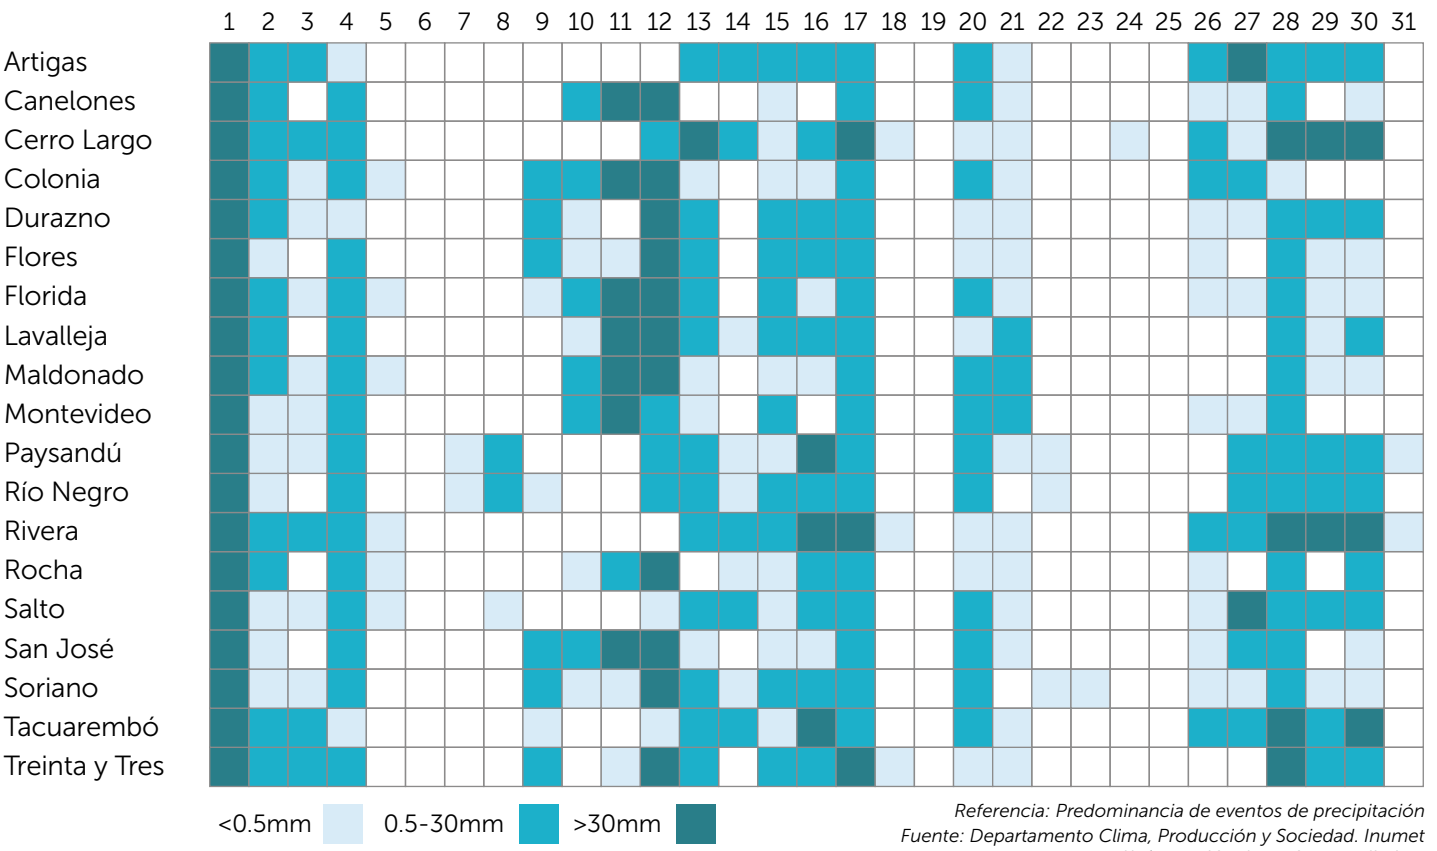 1 2 3 4 5 6 7 8 9 10 11 12 13 14 15 16 17 18 19 20 21 22 23 24 25 26 27 28 29 30 31
Artigas
Canelones
Cerro Largo
Colonia
Durazno
Flores
Florida
Lavalleja
Maldonado
Montevideo
Paysandú
Río Negro
Rivera
Rocha
Salto
San José
Soriano
Tacuarembó
Treinta y Tres
<0.5mm 0.5-30mm >30mm
Referencia: Predominancia de eventos de precipitación
Fuente: Departamento Clima, Producción y Sociedad. Inumet